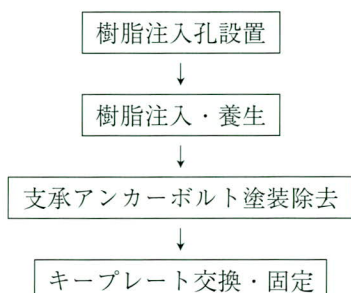 樹脂注入孔設置
樹脂注入・養生
支承アンカーボルト塗装除去
キープレート交換・固定